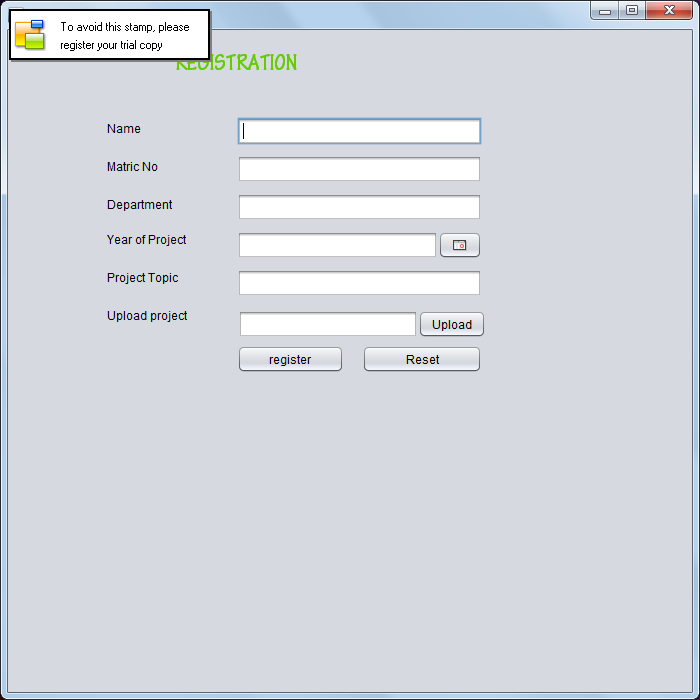 To avoid this stamp, please
register your trial copy
REGISTRATION
Name
Matric No
Department
Year of Project
Project Topic
Upload project
Upload
register
Reset